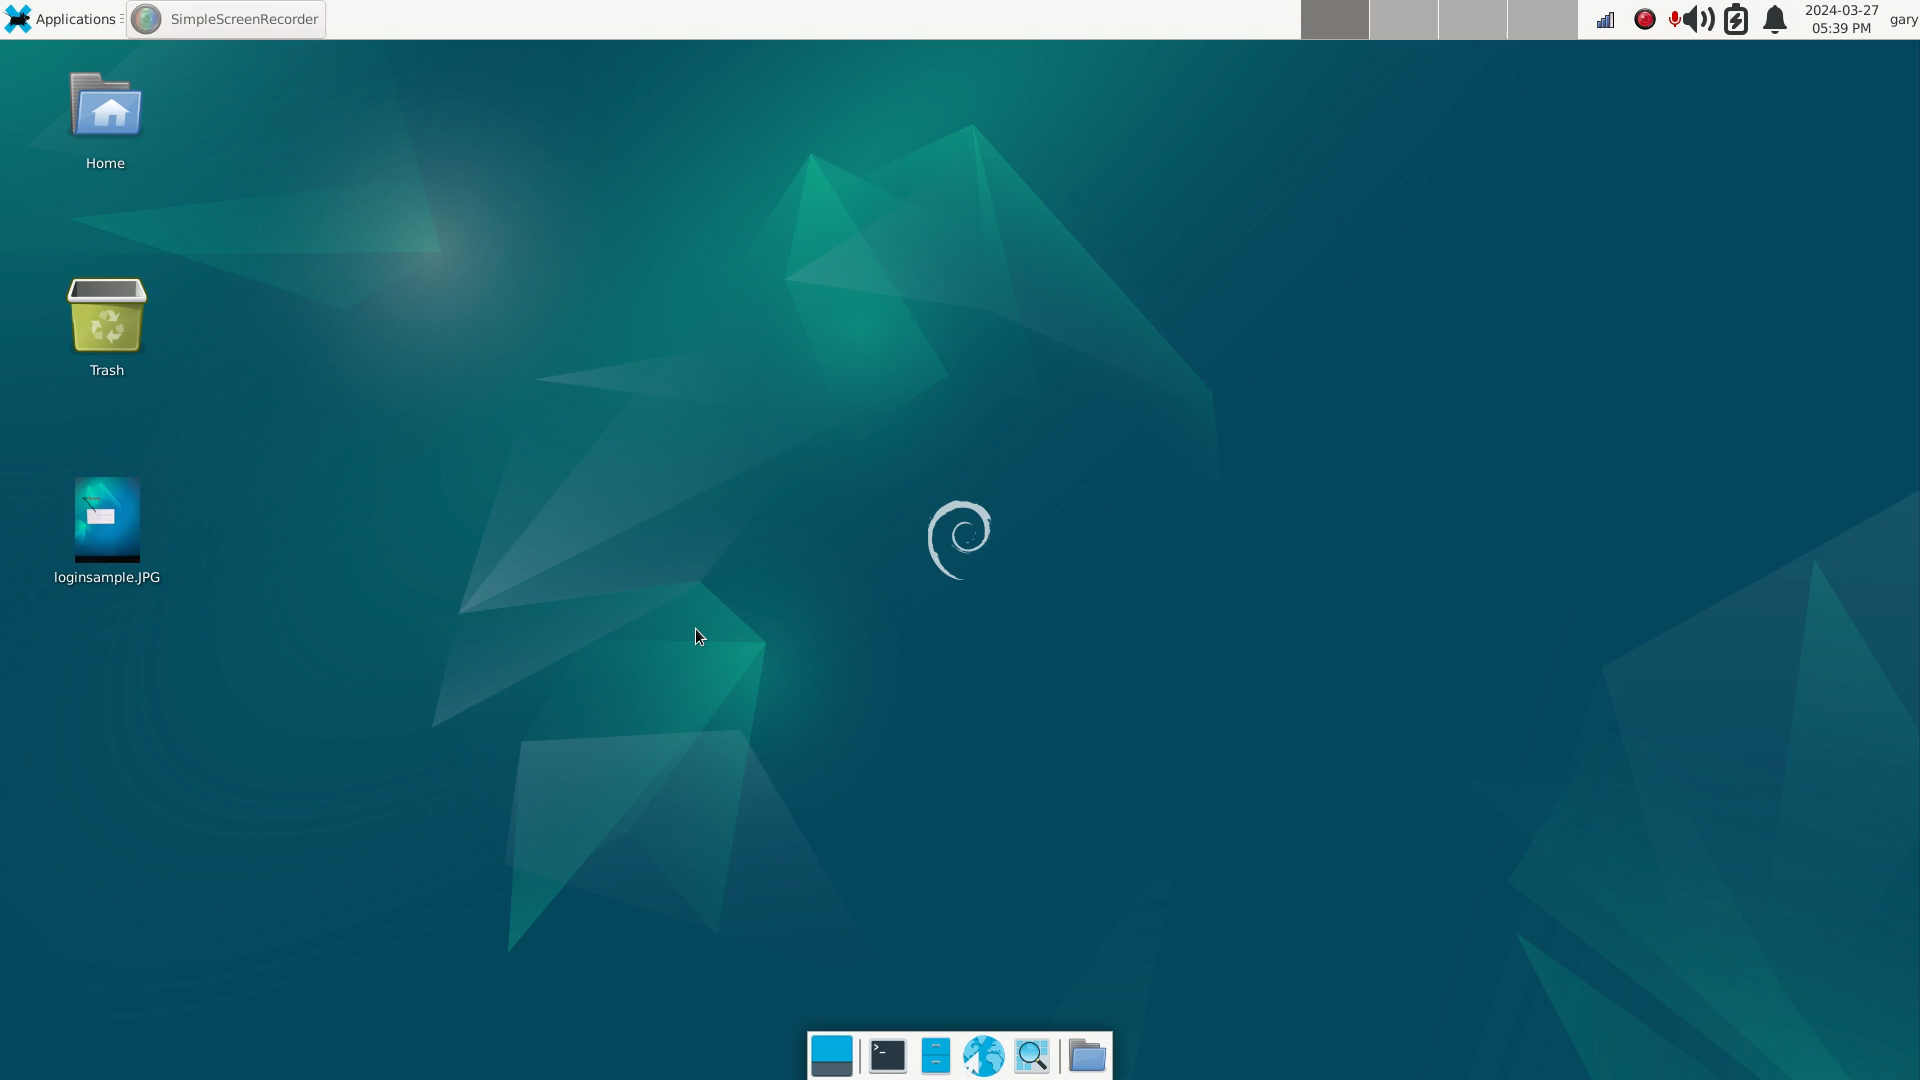 Applications
SimpleScreenRecorder
2024-03-27
05:39 PM
gary
Home
Trash
loginsample.JPG
>_